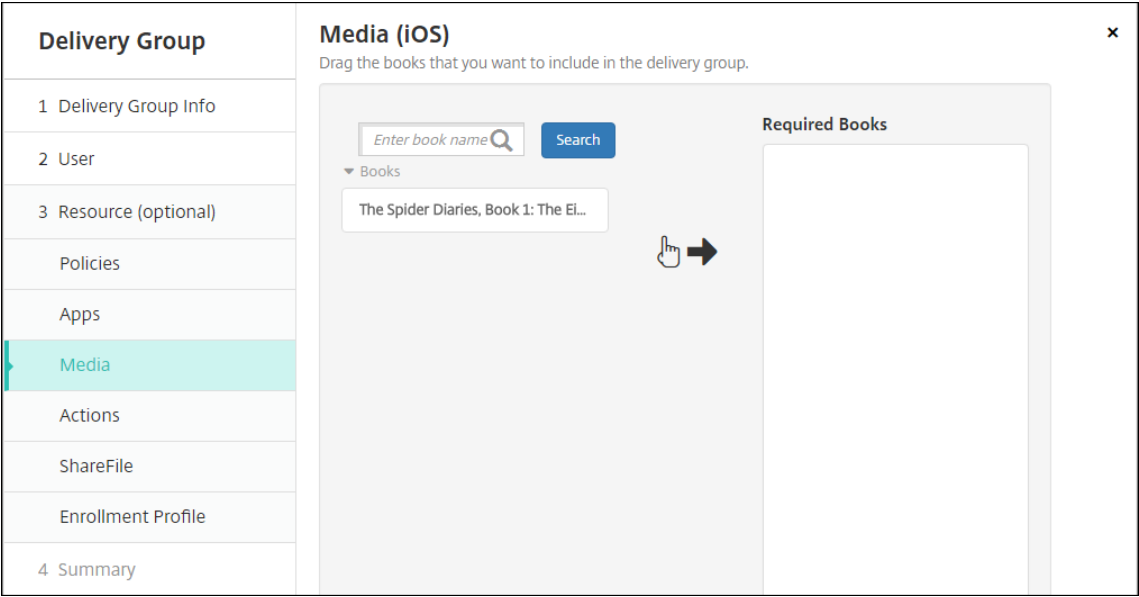 Delivery Group
1 Delivery Group Info
2 User
3 Resource (optional)
Policies
Apps
Media
Actions
ShareFile
Enrollment Profile
4 Summary
Media (iOS)
Drag the books that you want to include in the delivery group.
Enter book name
Search
Books
The Spider Diaries, Book 1: The Ei...
Required Books